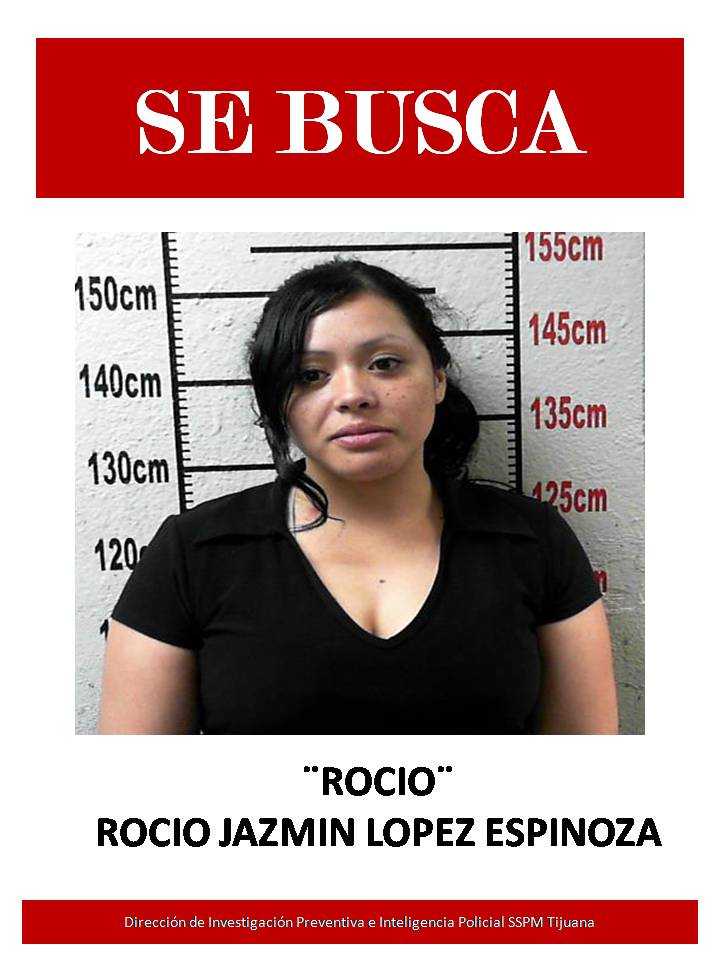 SE BUSCA
155cm
150cm
145cm
140cm
135cm
130cm
125cm
120
¨ROCIO¨
ROCIO JAZMIN LOPEZ ESPINOZA
Dirección de Investigación Preventiva e Inteligencia Policial SSPM Tijuana